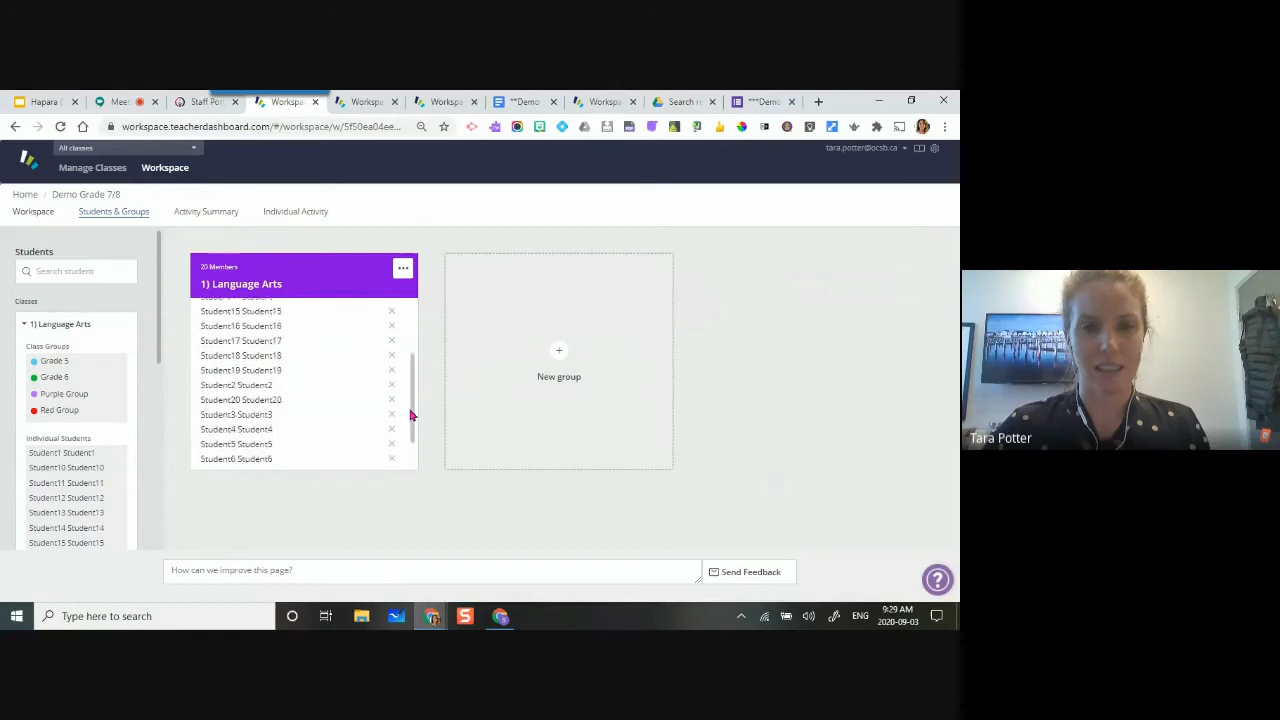 Hapara (
Meet
Staff Por
Workspa
Workspa
Workspa
**Demo
Workspa
Search re
***Demo
workspace.teacherdashboard.com/#/workspace/w/5f50ea04ee...
All classes
tara.potter@ocsb.ca
Manage Classes
Workspace
Home / Demo Grade 7/8
Workspace
Students & Groups
Activity Summary
Individual Activity
Students
Search student
Classes
1) Language Arts
Class Groups
Grade 5
Grade 6
Purple Group
Red Group
Individual Students
Student1 Student1
Student10 Student10
Student11 Student11
Student12 Student12
Student13 Student13
Student14 Student14
Student15 Student15
20 Members
1) Language Arts
Student15 Student15
Student16 Student16
Student17 Student17
Student18 Student18
Student19 Student19
Student2 Student2
Student20 Student20
Student3 Student3
Student4 Student4
Student5 Student5
Student6 Student6
New group
How can we improve this page?
Send Feedback
Tara Potter
Type here to search
ENG
9:29 AM
2020-09-03